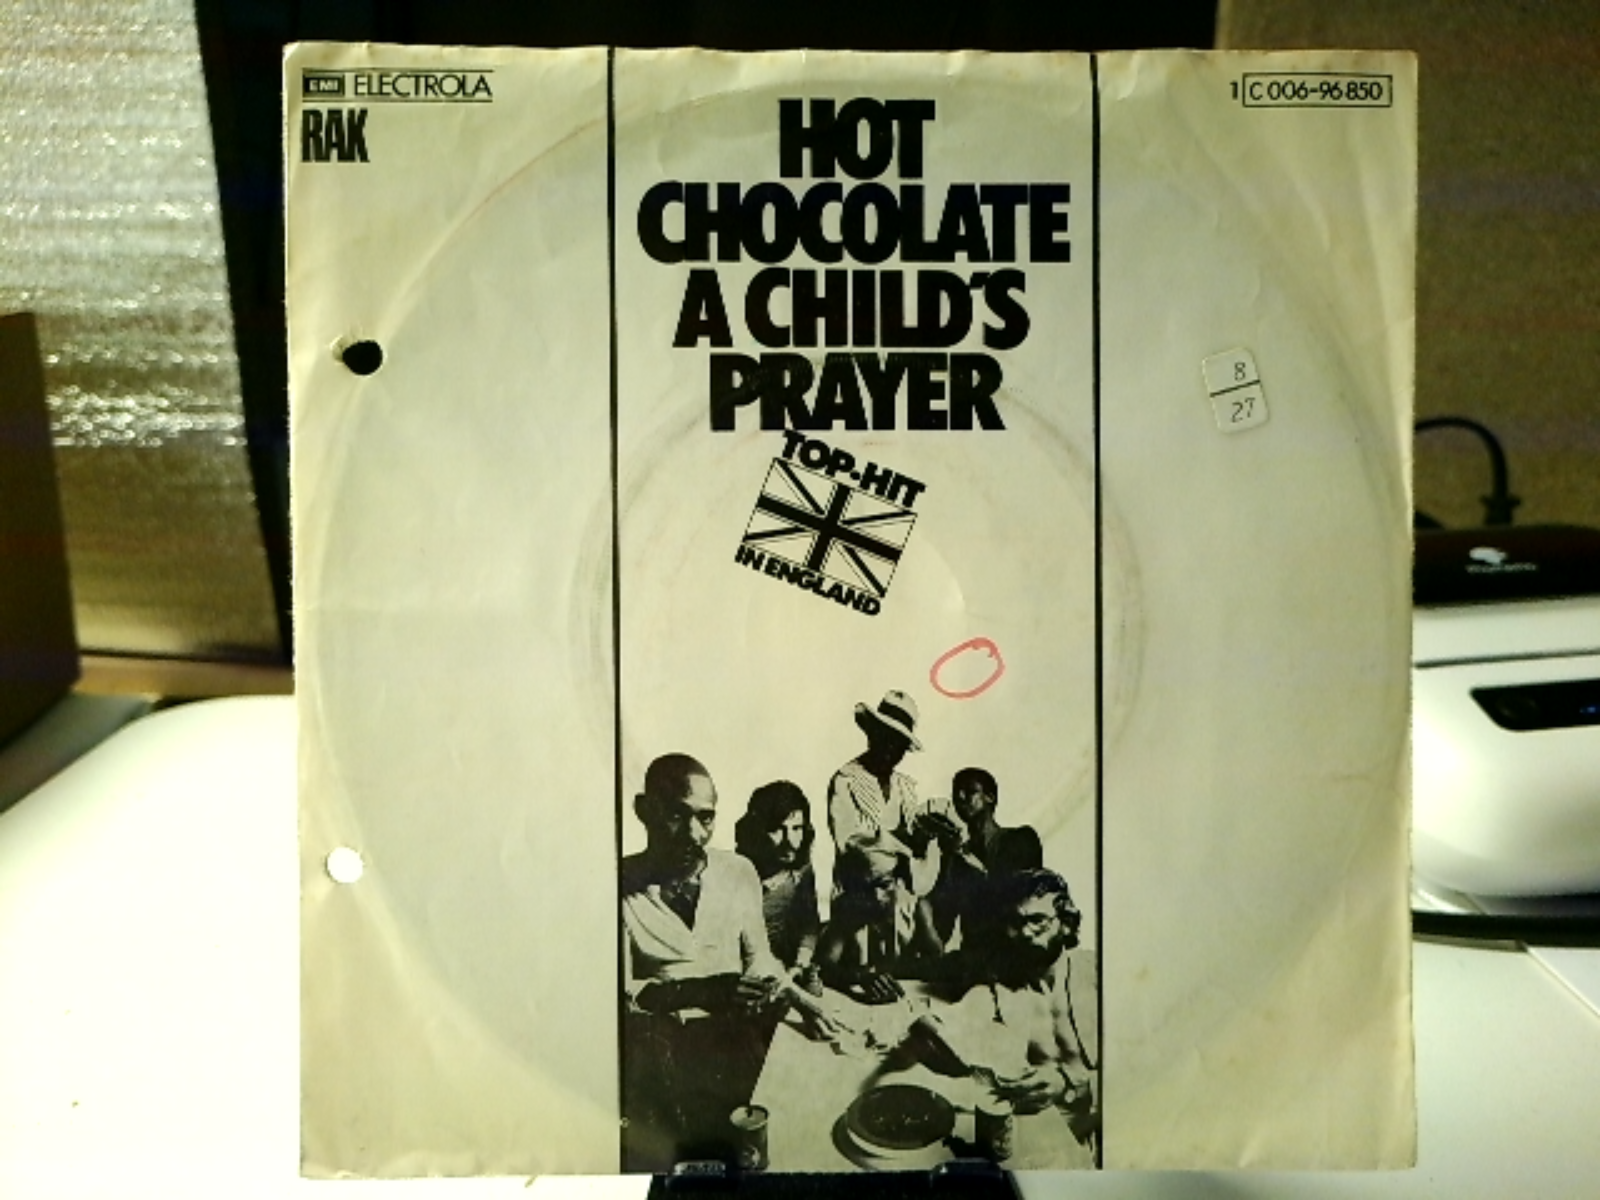 EMI ELECTROLA
RAK
1 C 006-96 850
HOT
CHOCOLATE
A CHILD'S
PRAYER
TOP-HIT
IN ENGLAND
8
27